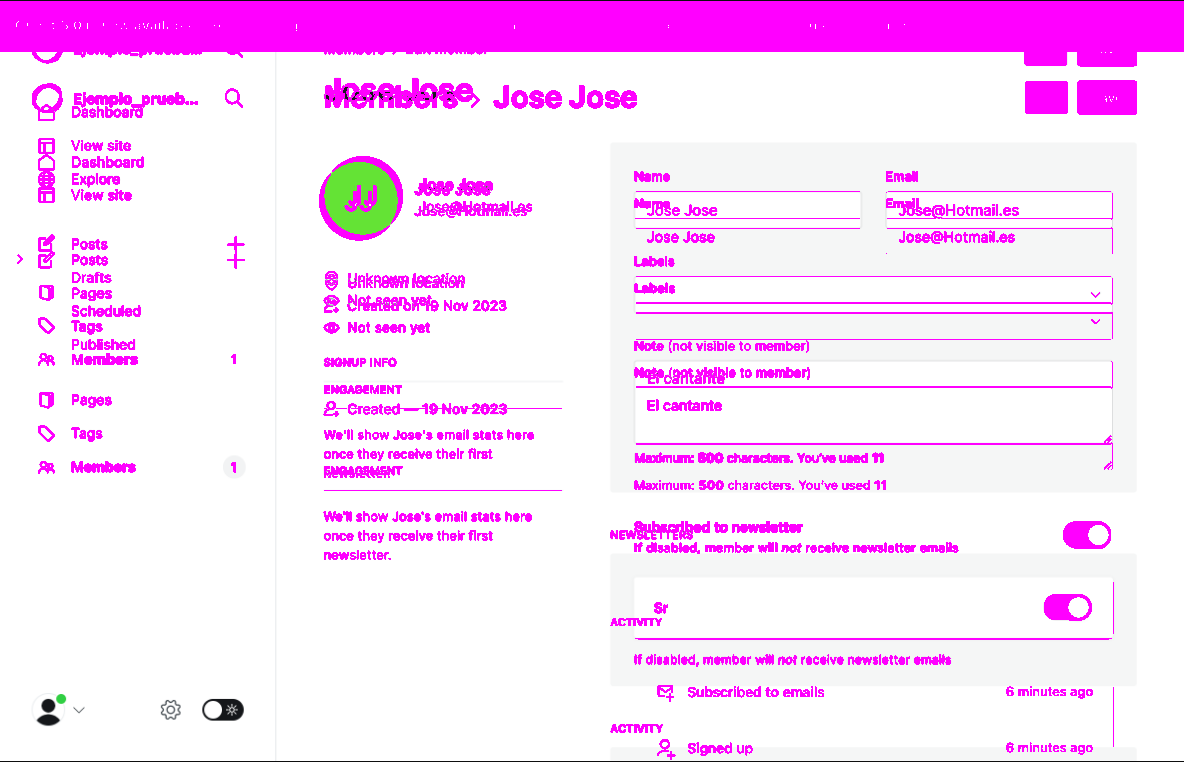 Ejemplo_prueb...
Members > Edit member
Jose Jose
Ejemplo_prueb...
Members > Jose Jose
Dashboard
View site
Dashboard
Explore
View site
Posts
Posts
Drafts
Pages
Scheduled
Tags
Published
Members 1
Pages
Tags
Members 1
JJ
Jose Jose
Jose Jose
Jose@Hotmail.es
Jose@Hotmail.es
Unknown location
Unknown location
Not seen yet
Created on 19 Nov 2023
Not seen yet
SIGNUP INFO
ENGAGEMENT
Created — 19 Nov 2023
We'll show Jose's email stats here
once they receive their first
newsletter.
ENGAGEMENT
We'll show Jose's email stats here
once they receive their first
newsletter.
Name Email
Name Email
Jose Jose Jose@Hotmail.es
Jose Jose Jose@Hotmail.es
Labels
Labels
Note (not visible to member)
Note (not visible to member)
El cantante
El cantante
Maximum: 500 characters. You've used 11
Maximum: 500 characters. You've used 11
Subscribed to newsletter
NEWSLETTERS
If disabled, member will not receive newsletter emails
Sr
ACTIVITY
If disabled, member will not receive newsletter emails
Subscribed to emails 6 minutes ago
ACTIVITY
Signed up 6 minutes ago